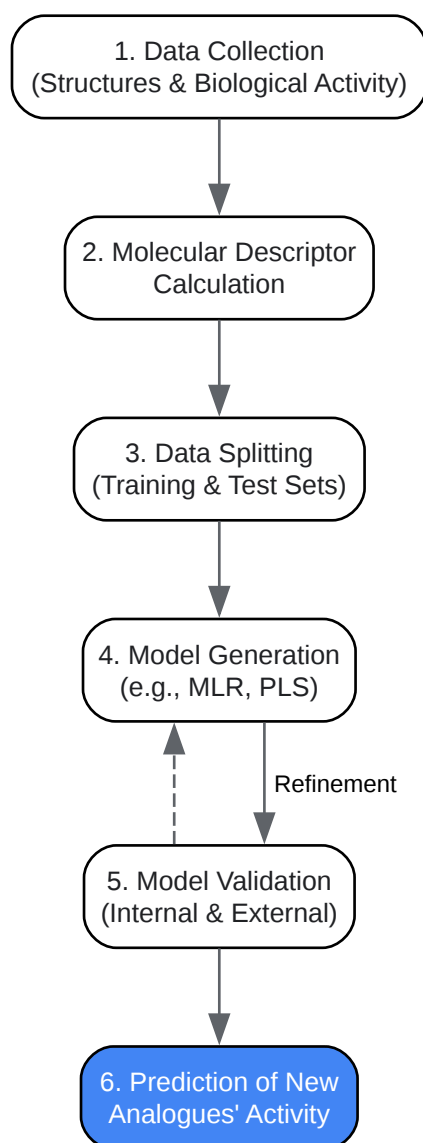 1. Data Collection
(Structures & Biological Activity)
2. Molecular Descriptor
Calculation
3. Data Splitting
(Training & Test Sets)
4. Model Generation
(e.g., MLR, PLS)
Refinement
5. Model Validation
(Internal & External)
6. Prediction of New
Analogues' Activity